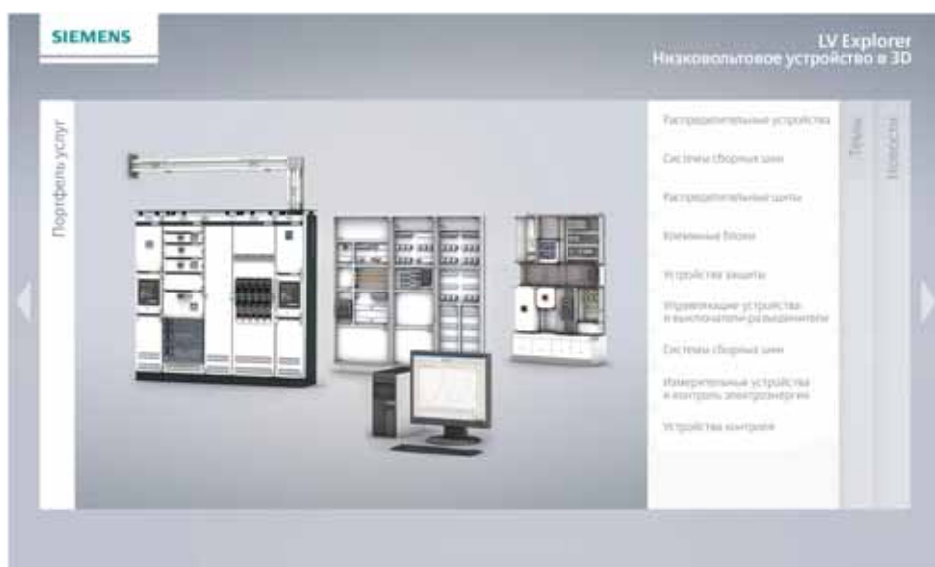 SIEMENS
LV Explorer
Низковольтовое устройство в 3D
Портфель услуг
Распределительные устройства
Системы сборных шин
Распределительные щиты
Клеммные блоки
Устройства защиты
Управляющие устройства
и выключатели-разъединители
Системы сборных шин
Измерительные устройства
и контроль электроэнергии
Устройства контроля
Темы
Новости